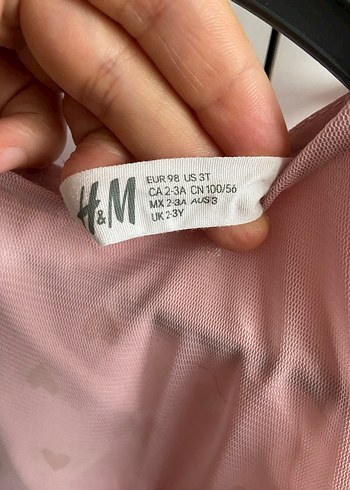 H&M
EUR 98 US 3T
CA 2-3A CN 100/56
MX 2-3A AUS 3
UK 2-3Y